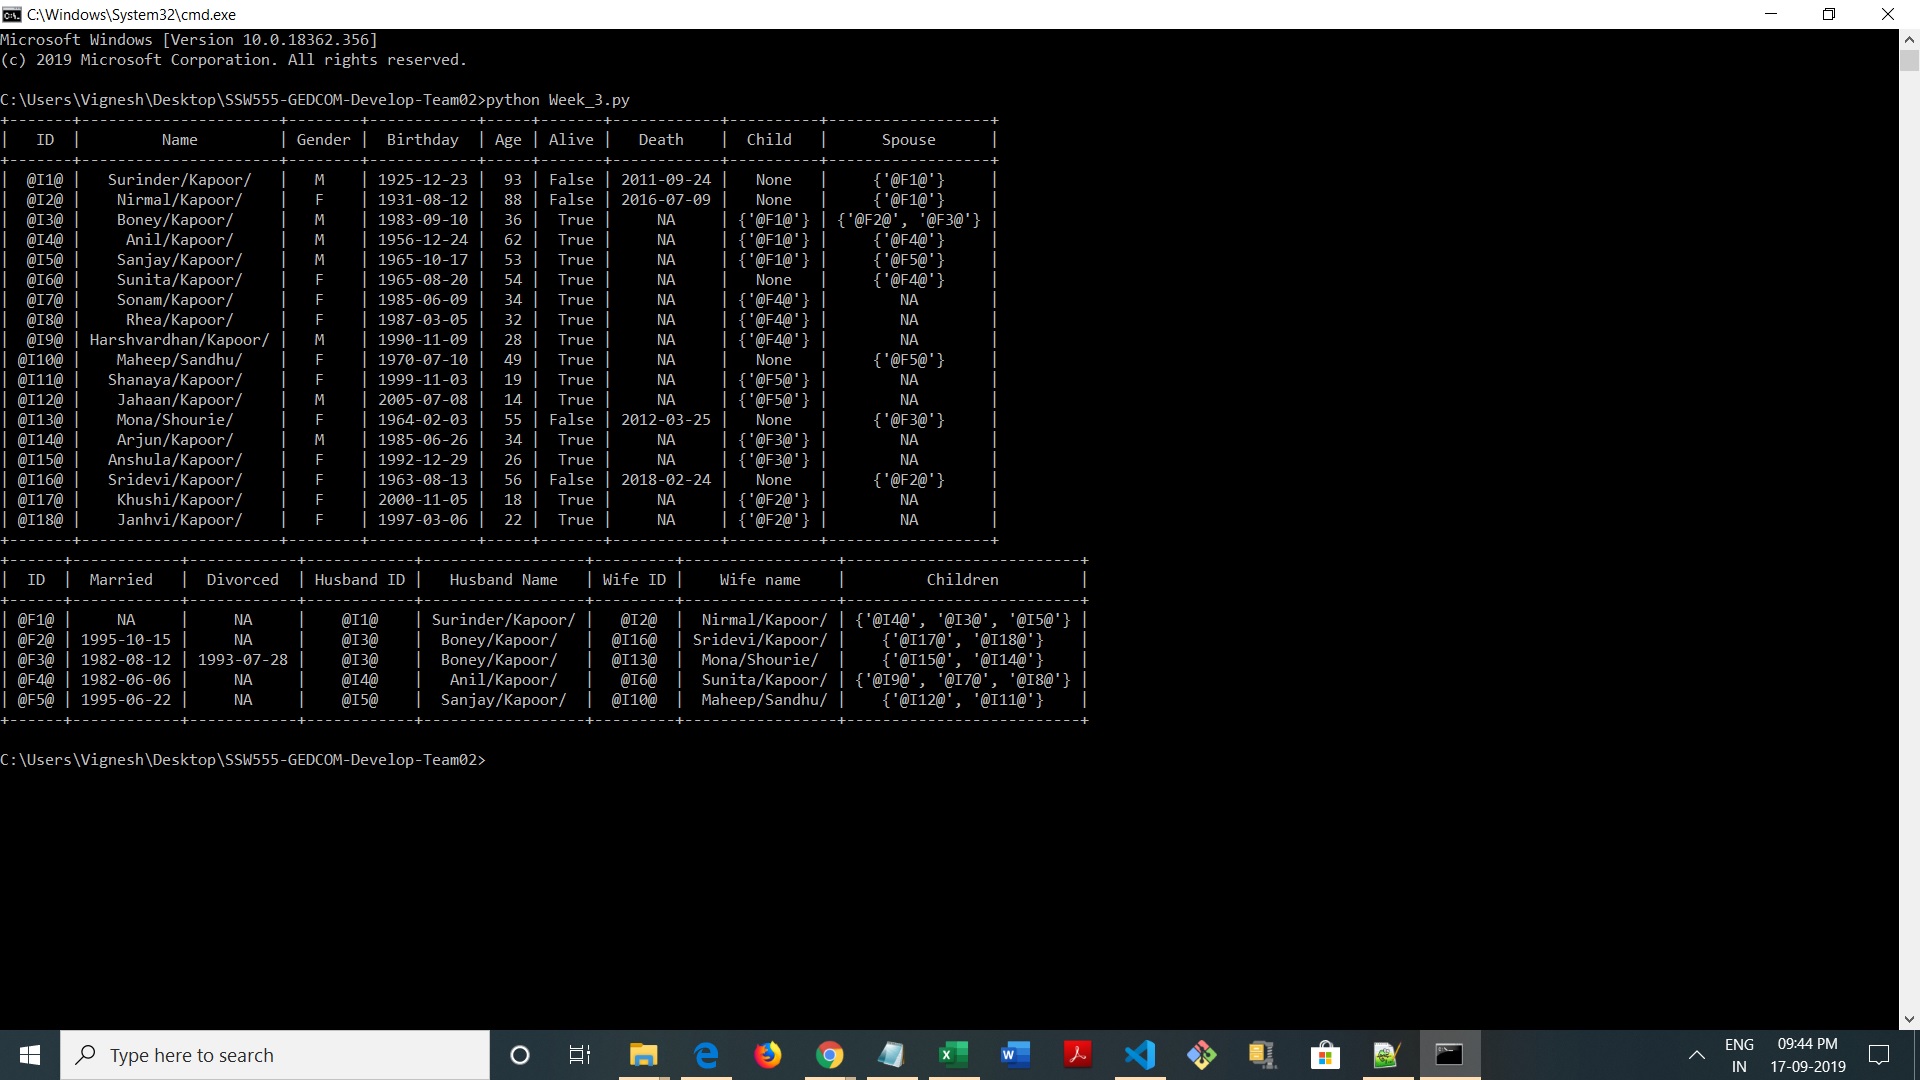 C:\Windows\System32\cmd.exe
Microsoft Windows [Version 10.0.18362.356]
(c) 2019 Microsoft Corporation. All rights reserved.
C:\Users\Vignesh\Desktop\SSW555-GEDCOM-Develop-Team02>python Week_3.py
+-------+----------------------+--------+------------+-----+-------+------------+----------+------------------+
| ID | Name | Gender | Birthday | Age | Alive | Death | Child | Spouse |
+-------+----------------------+--------+------------+-----+-------+------------+----------+------------------+
| @I1@ | Surinder/Kapoor/ | M | 1925-12-23 | 93 | False | 2011-09-24 | None | {'@F1@'} |
| @I2@ | Nirmal/Kapoor/ | F | 1931-08-12 | 88 | False | 2016-07-09 | None | {'@F1@'} |
| @I3@ | Boney/Kapoor/ | M | 1983-09-10 | 36 | True | NA | {'@F1@'} | {'@F2@', '@F3@'} |
| @I4@ | Anil/Kapoor/ | M | 1956-12-24 | 62 | True | NA | {'@F1@'} | {'@F4@'} |
| @I5@ | Sanjay/Kapoor/ | M | 1965-10-17 | 53 | True | NA | {'@F1@'} | {'@F5@'} |
| @I6@ | Sunita/Kapoor/ | F | 1965-08-20 | 54 | True | NA | None | {'@F4@'} |
| @I7@ | Sonam/Kapoor/ | F | 1985-06-09 | 34 | True | NA | {'@F4@'} | NA |
| @I8@ | Rhea/Kapoor/ | F | 1987-03-05 | 32 | True | NA | {'@F4@'} | NA |
| @I9@ | Harshvardhan/Kapoor/ | M | 1990-11-09 | 28 | True | NA | {'@F4@'} | NA |
| @I10@ | Maheep/Sandhu/ | F | 1970-07-10 | 49 | True | NA | None | {'@F5@'} |
| @I11@ | Shanaya/Kapoor/ | F | 1999-11-03 | 19 | True | NA | {'@F5@'} | NA |
| @I12@ | Jahaan/Kapoor/ | M | 2005-07-08 | 14 | True | NA | {'@F5@'} | NA |
| @I13@ | Mona/Shourie/ | F | 1964-02-03 | 55 | False | 2012-03-25 | None | {'@F3@'} |
| @I14@ | Arjun/Kapoor/ | M | 1985-06-26 | 34 | True | NA | {'@F3@'} | NA |
| @I15@ | Anshula/Kapoor/ | F | 1992-12-29 | 26 | True | NA | {'@F3@'} | NA |
| @I16@ | Sridevi/Kapoor/ | F | 1963-08-13 | 56 | False | 2018-02-24 | None | {'@F2@'} |
| @I17@ | Khushi/Kapoor/ | F | 2000-11-05 | 18 | True | NA | {'@F2@'} | NA |
| @I18@ | Janhvi/Kapoor/ | F | 1997-03-06 | 22 | True | NA | {'@F2@'} | NA |
+-------+----------------------+--------+------------+-----+-------+------------+----------+------------------+
+------+------------+------------+------------+------------------+---------+-----------------+--------------------------+
| ID | Married | Divorced | Husband ID | Husband Name | Wife ID | Wife name | Children |
+------+------------+------------+------------+------------------+---------+-----------------+--------------------------+
| @F1@ | NA | NA | @I1@ | Surinder/Kapoor/ | @I2@ | Nirmal/Kapoor/ | {'@I4@', '@I3@', '@I5@'} |
| @F2@ | 1995-10-15 | NA | @I3@ | Boney/Kapoor/ | @I16@ | Sridevi/Kapoor/ | {'@I17@', '@I18@'} |
| @F3@ | 1982-08-12 | 1993-07-28 | @I3@ | Boney/Kapoor/ | @I13@ | Mona/Shourie/ | {'@I15@', '@I14@'} |
| @F4@ | 1982-06-06 | NA | @I4@ | Anil/Kapoor/ | @I6@ | Sunita/Kapoor/ | {'@I9@', '@I7@', '@I8@'} |
| @F5@ | 1995-06-22 | NA | @I5@ | Sanjay/Kapoor/ | @I10@ | Maheep/Sandhu/ | {'@I12@', '@I11@'} |
+------+------------+------------+------------+------------------+---------+-----------------+--------------------------+
C:\Users\Vignesh\Desktop\SSW555-GEDCOM-Develop-Team02>
Type here to search
ENG 09:44 PM
IN 17-09-2019